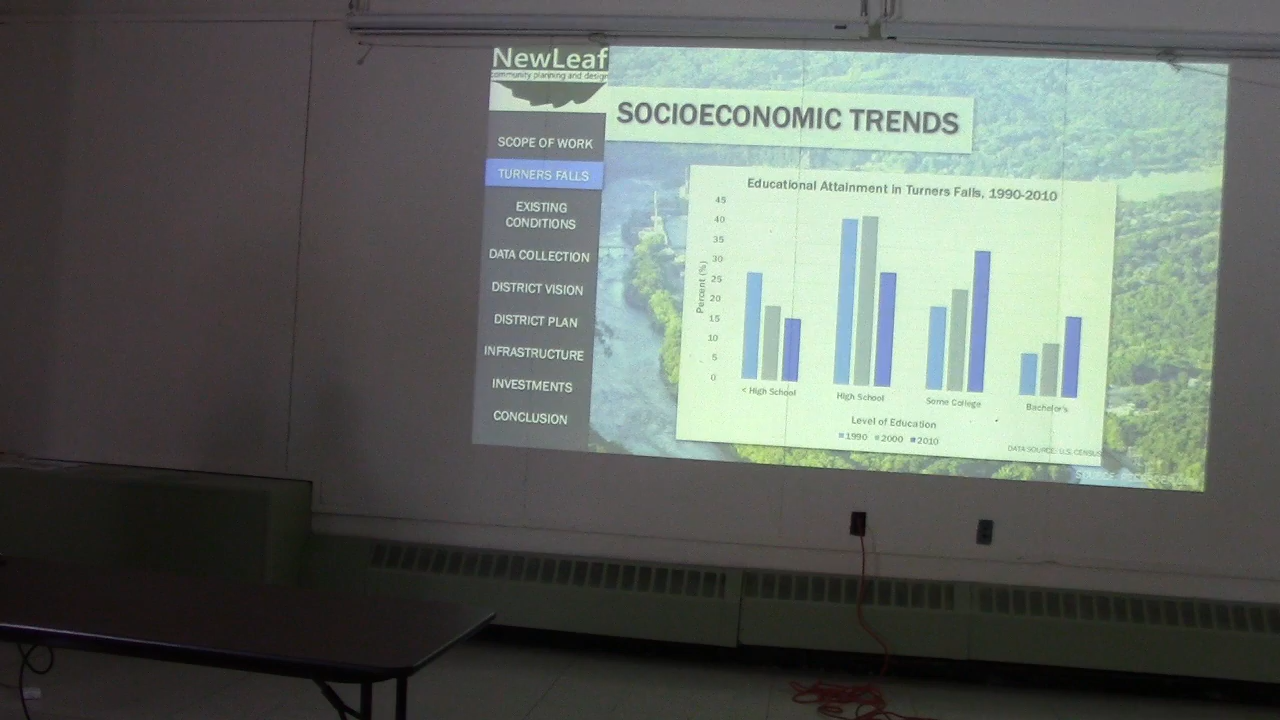 NewLeaf
community planning and design
SOCIOECONOMIC TRENDS
SCOPE OF WORK
TURNERS FALLS
EXISTING
CONDITIONS
DATA COLLECTION
DISTRICT VISION
DISTRICT PLAN
INFRASTRUCTURE
INVESTMENTS
CONCLUSION
Educational Attainment in Turners Falls, 1990-2010
45
40
35
30
25
20
15
10
5
0
Percent (%)
< High School
High School
Some College
Bachelor's
Level of Education
1990 2000 2010
DATA SOURCE: U.S. CENSUS